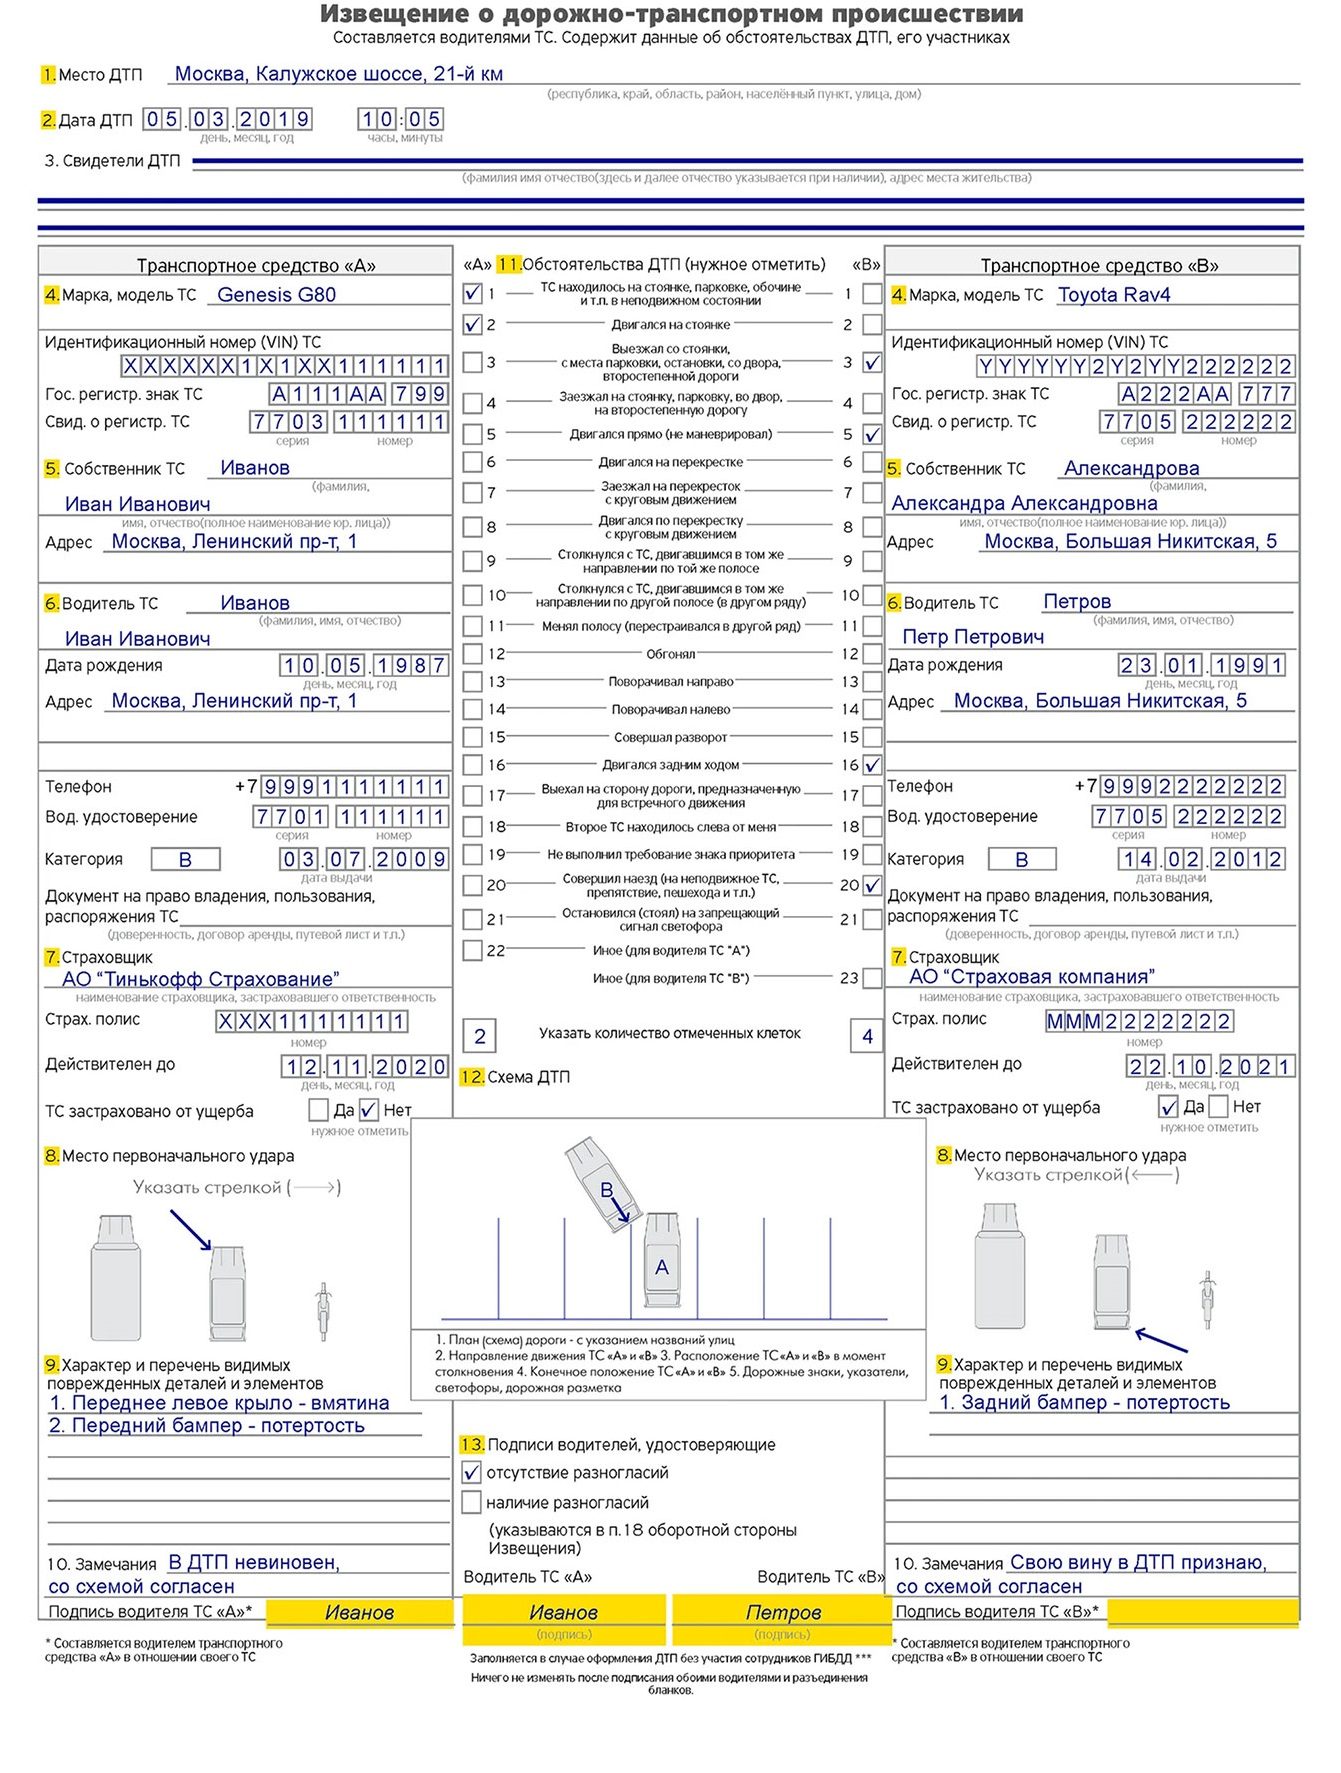 Извещение о дорожно-транспортном происшествии
Составляется водителями ТС. Содержит данные об обстоятельствах ДТП, его участниках
1. Место ДТП Москва, Калужское шоссе, 21-й км
(республика, край, область, район, населённый пункт, улица, дом)
2. Дата ДТП 05.03.2019 10:05
день, месяц, год часы, минуты
3. Свидетели ДТП
(фамилия имя отчество(здесь и далее отчество указывается при наличии), адрес места жительства)
Транспортное средство «А»
4. Марка, модель ТС Genesis G80
Идентификационный номер (VIN) ТС
XXXXXX1X1XX111111
Гос. регистр. знак ТС А111АА 799
Свид. о регистр. ТС 7703 111111
серия номер
5. Собственник ТС Иванов
(фамилия,
Иван Иванович
имя, отчество(полное наименование юр. лица))
Адрес Москва, Ленинский пр-т, 1
6. Водитель ТС Иванов
(фамилия, имя, отчество)
Иван Иванович
Дата рождения 10.05.1987
день, месяц, год
Адрес Москва, Ленинский пр-т, 1
Телефон +7 9991111111
Вод. удостоверение 7701 111111
серия номер
Категория В 03.07.2009
дата выдачи
Документ на право владения, пользования,
распоряжения ТС
(доверенность, договор аренды, путевой лист и т.п.)
7. Страховщик
АО “Тинькофф Страхование”
наименование страховщика, застраховавшего ответственность
Страх. полис ХХХ1111111
номер
Действителен до 12.11.2020
день, месяц, год
ТС застраховано от ущерба Да ✓ Нет
нужное отметить
8. Место первоначального удара
Указать стрелкой (→)
9. Характер и перечень видимых
поврежденных деталей и элементов
1. Переднее левое крыло - вмятина
2. Передний бампер - потертость
10. Замечания В ДТП невиновен,
со схемой согласен
Подпись водителя ТС «А»* Иванов
* Составляется водителем транспортного
средства «А» в отношении своего ТС
«А» 11. Обстоятельства ДТП (нужное отметить) «В»
✓ 1 ТС находилось на стоянке, парковке, обочине 1
и т.п. в неподвижном состоянии
✓ 2 Двигался на стоянке 2
Выезжал со стоянки,
3 с места парковки, остановки, со двора, 3 ✓
второстепенной дороги
4 Заезжал на стоянку, парковку, во двор, 4
на второстепенную дорогу
5 Двигался прямо (не маневрировал) 5 ✓
6 Двигался на перекрестке 6
7 Заезжал на перекресток 7
с круговым движением
8 Двигался по перекрестку 8
с круговым движением
9 Столкнулся с ТС, двигавшимся в том же 9
направлении по той же полосе
10 Столкнулся с ТС, двигавшимся в том же 10
направлении по другой полосе (в другом ряду)
11 Менял полосу (перестраивался в другой ряд) 11
12 Обгонял 12
13 Поворачивал направо 13
14 Поворачивал налево 14
15 Совершал разворот 15
16 Двигался задним ходом 16 ✓
17 Выехал на сторону дороги, предназначенную 17
для встречного движения
18 Второе ТС находилось слева от меня 18
19 Не выполнил требование знака приоритета 19
20 Совершил наезд (на неподвижное ТС, 20 ✓
препятствие, пешехода и т.п.)
21 Остановился (стоял) на запрещающий 21
сигнал светофора
22 Иное (для водителя ТС "А")
Иное (для водителя ТС "В") 23
2 Указать количество отмеченных клеток 4
12. Схема ДТП
В
А
1. План (схема) дороги - с указанием названий улиц
2. Направление движения ТС «А» и «В» 3. Расположение ТС «А» и «В» в момент
столкновения 4. Конечное положение ТС «А» и «В» 5. Дорожные знаки, указатели,
светофоры, дорожная разметка
13. Подписи водителей, удостоверяющие
✓ отсутствие разногласий
наличие разногласий
(указываются в п.18 оборотной стороны
Извещения)
Водитель ТС «А» Водитель ТС «В»
Иванов Петров
(подпись) (подпись)
Заполняется в случае оформления ДТП без участия сотрудников ГИБДД ***
Ничего не изменять после подписания обоими водителями и разъединения
бланков.
Транспортное средство «В»
4. Марка, модель ТС Toyota Rav4
Идентификационный номер (VIN) ТС
YYYYYY2Y2YY222222
Гос. регистр. знак ТС А222АА 777
Свид. о регистр. ТС 7705 222222
серия номер
5. Собственник ТС Александрова
(фамилия,
Александра Александровна
имя, отчество(полное наименование юр. лица))
Адрес Москва, Большая Никитская, 5
6. Водитель ТС Петров
(фамилия, имя, отчество)
Петр Петрович
Дата рождения 23.01.1991
день, месяц, год
Адрес Москва, Большая Никитская, 5
Телефон +7 9992222222
Вод. удостоверение 7705 222222
серия номер
Категория В 14.02.2012
дата выдачи
Документ на право владения, пользования,
распоряжения ТС
(доверенность, договор аренды, путевой лист и т.п.)
7. Страховщик
АО “Страховая компания”
наименование страховщика, застраховавшего ответственность
Страх. полис МММ2222222
номер
Действителен до 22.10.2021
день, месяц, год
ТС застраховано от ущерба ✓ Да Нет
нужное отметить
8. Место первоначального удара
Указать стрелкой(←)
9. Характер и перечень видимых
поврежденных деталей и элементов
1. Задний бампер - потертость
10. Замечания Свою вину в ДТП признаю,
со схемой согласен
Подпись водителя ТС «В»*
* Составляется водителем транспортного
средства «В» в отношении своего ТС